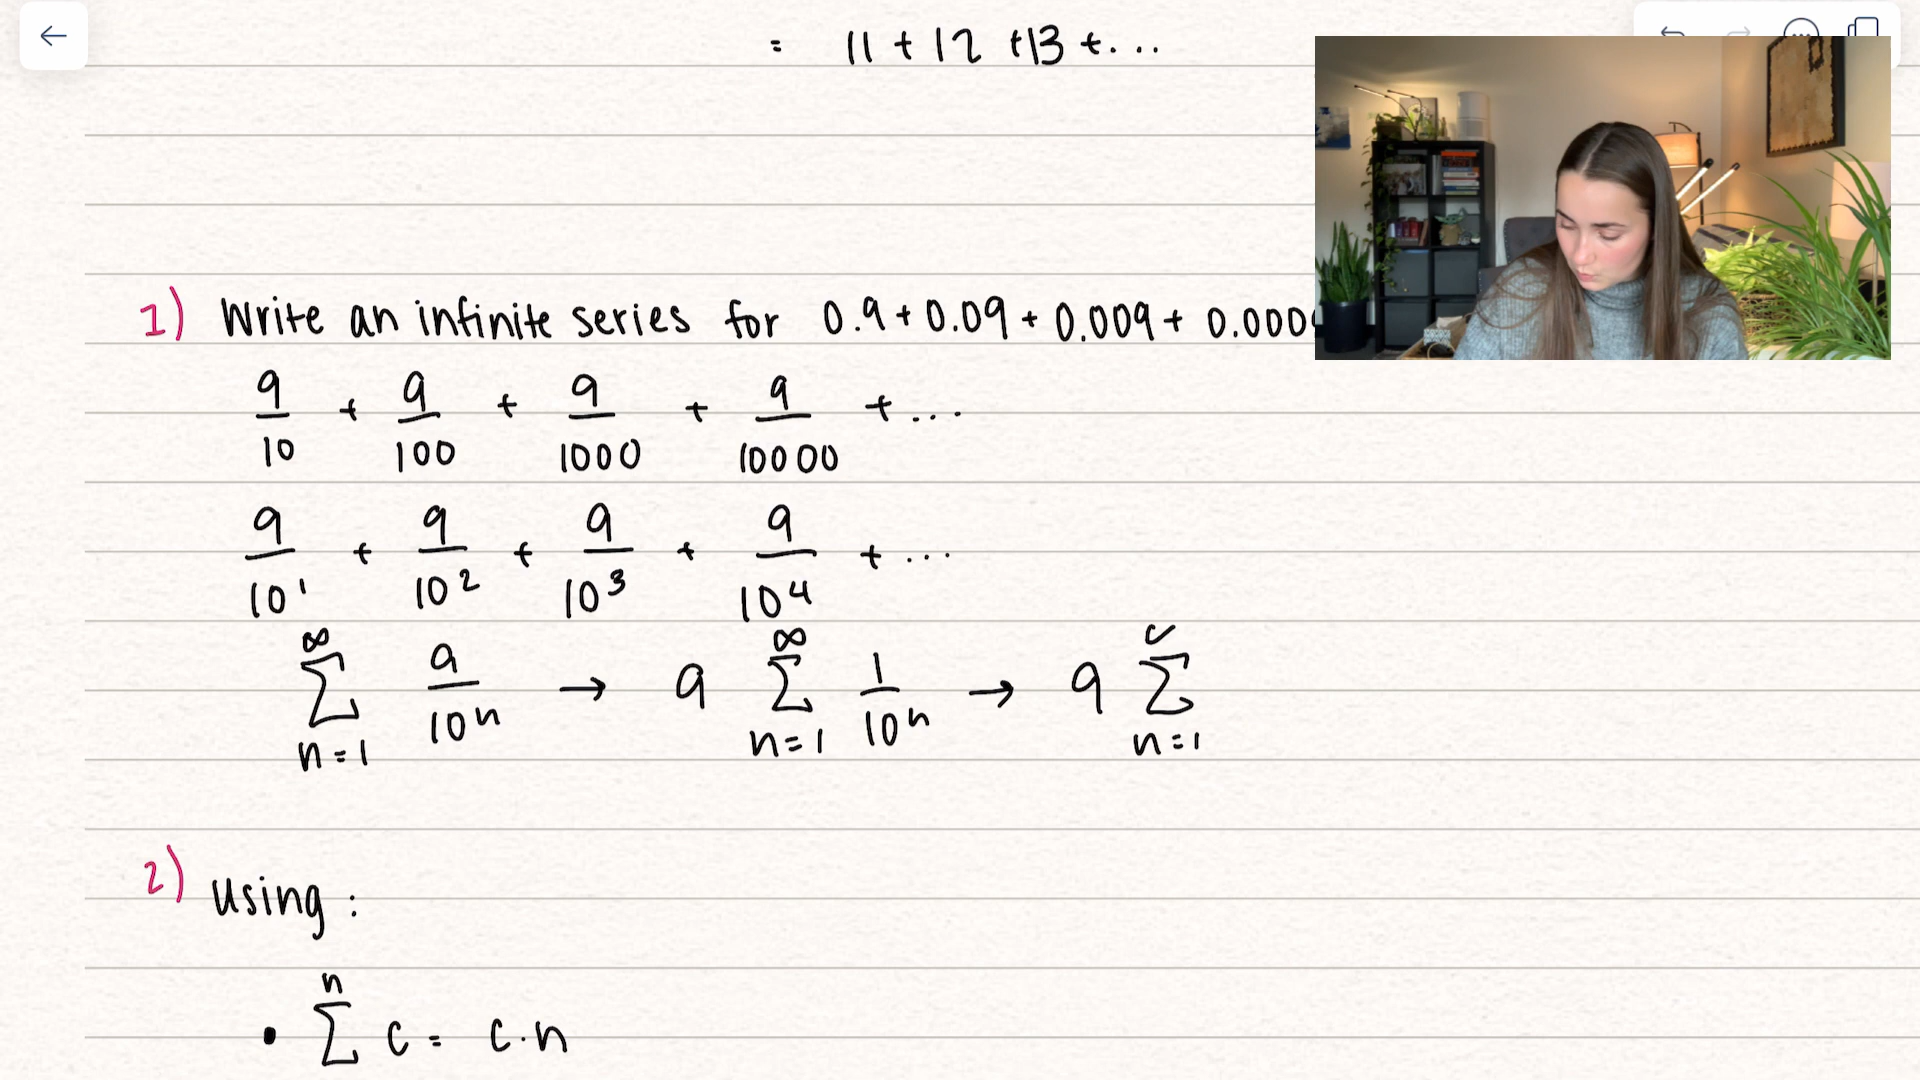 = 11 + 12 + 13 + ...
1) Write an infinite series for 0.9 + 0.09 + 0.009 + 0.000
9/10 + 9/100 + 9/1000 + 9/10000 + ...
9/10¹ + 9/10² + 9/10³ + 9/10⁴ + ...
∞ ∑ n=1 9/10ⁿ → 9 ∞ ∑ n=1 1/10ⁿ → 9 ∑ n=1
2) Using :
• n ∑ c = c·n